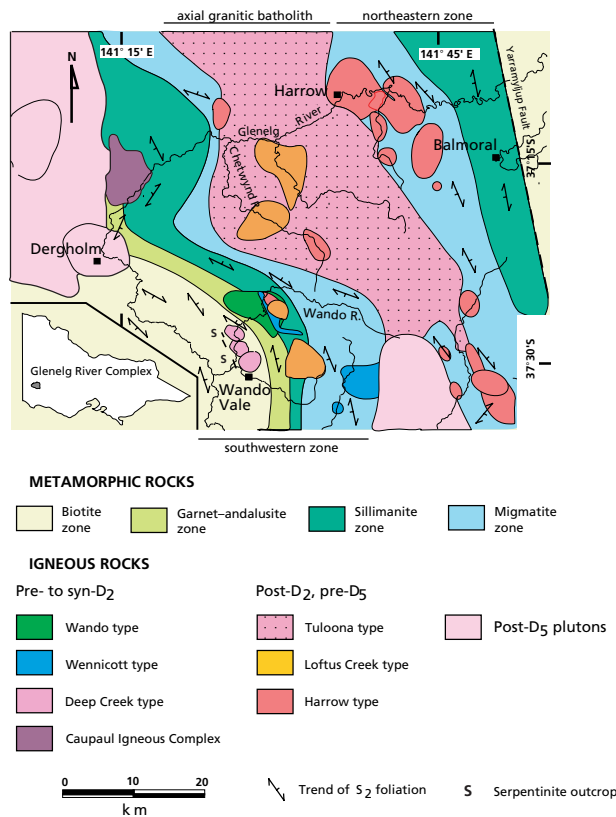 axial granitic batholith
northeastern zone
141° 15' E
141° 45' E
N
Harrow
River
Glenelg
Chetwynd R.
Yarramyljup Fault
Balmoral
37°15'S
Dergholm
Wando R.
S
S
Glenelg River Complex
Wando
Vale
37°30'S
southwestern zone
METAMORPHIC ROCKS
Biotite
zone
Garnet–andalusite
zone
Sillimanite
zone
Migmatite
zone
IGNEOUS ROCKS
Pre- to syn-D2
Post-D2, pre-D5
Wando type
Tuloona type
Post-D5 plutons
Wennicott type
Loftus Creek type
Deep Creek type
Harrow type
Caupaul Igneous Complex
0 10 20
km
Trend of S2 foliation
S Serpentinite outcrop